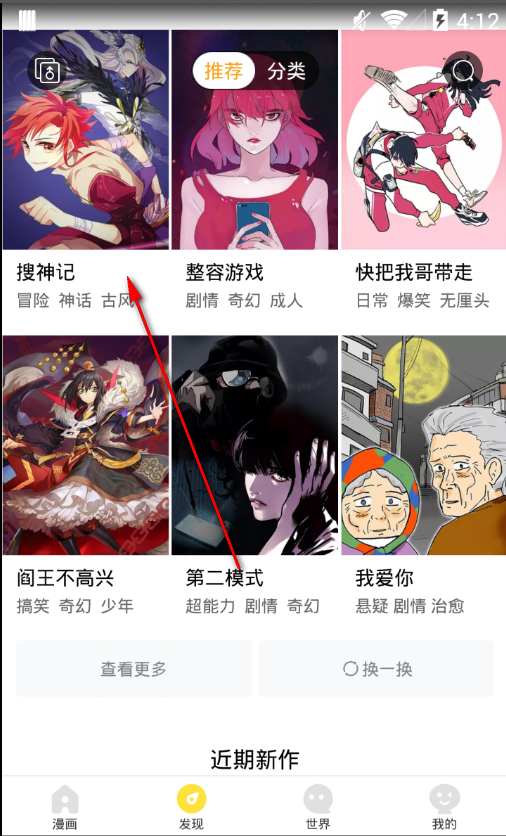 4:12
推荐 分类
搜神记 整容游戏 快把我哥带走
冒险 神话 古风 剧情 奇幻 成人 日常 爆笑 无厘头
阎王不高兴 第二模式 我爱你
搞笑 奇幻 少年 超能力 剧情 奇幻 悬疑 剧情 治愈
查看更多 换一换
近期新作
漫画 发现 世界 我的